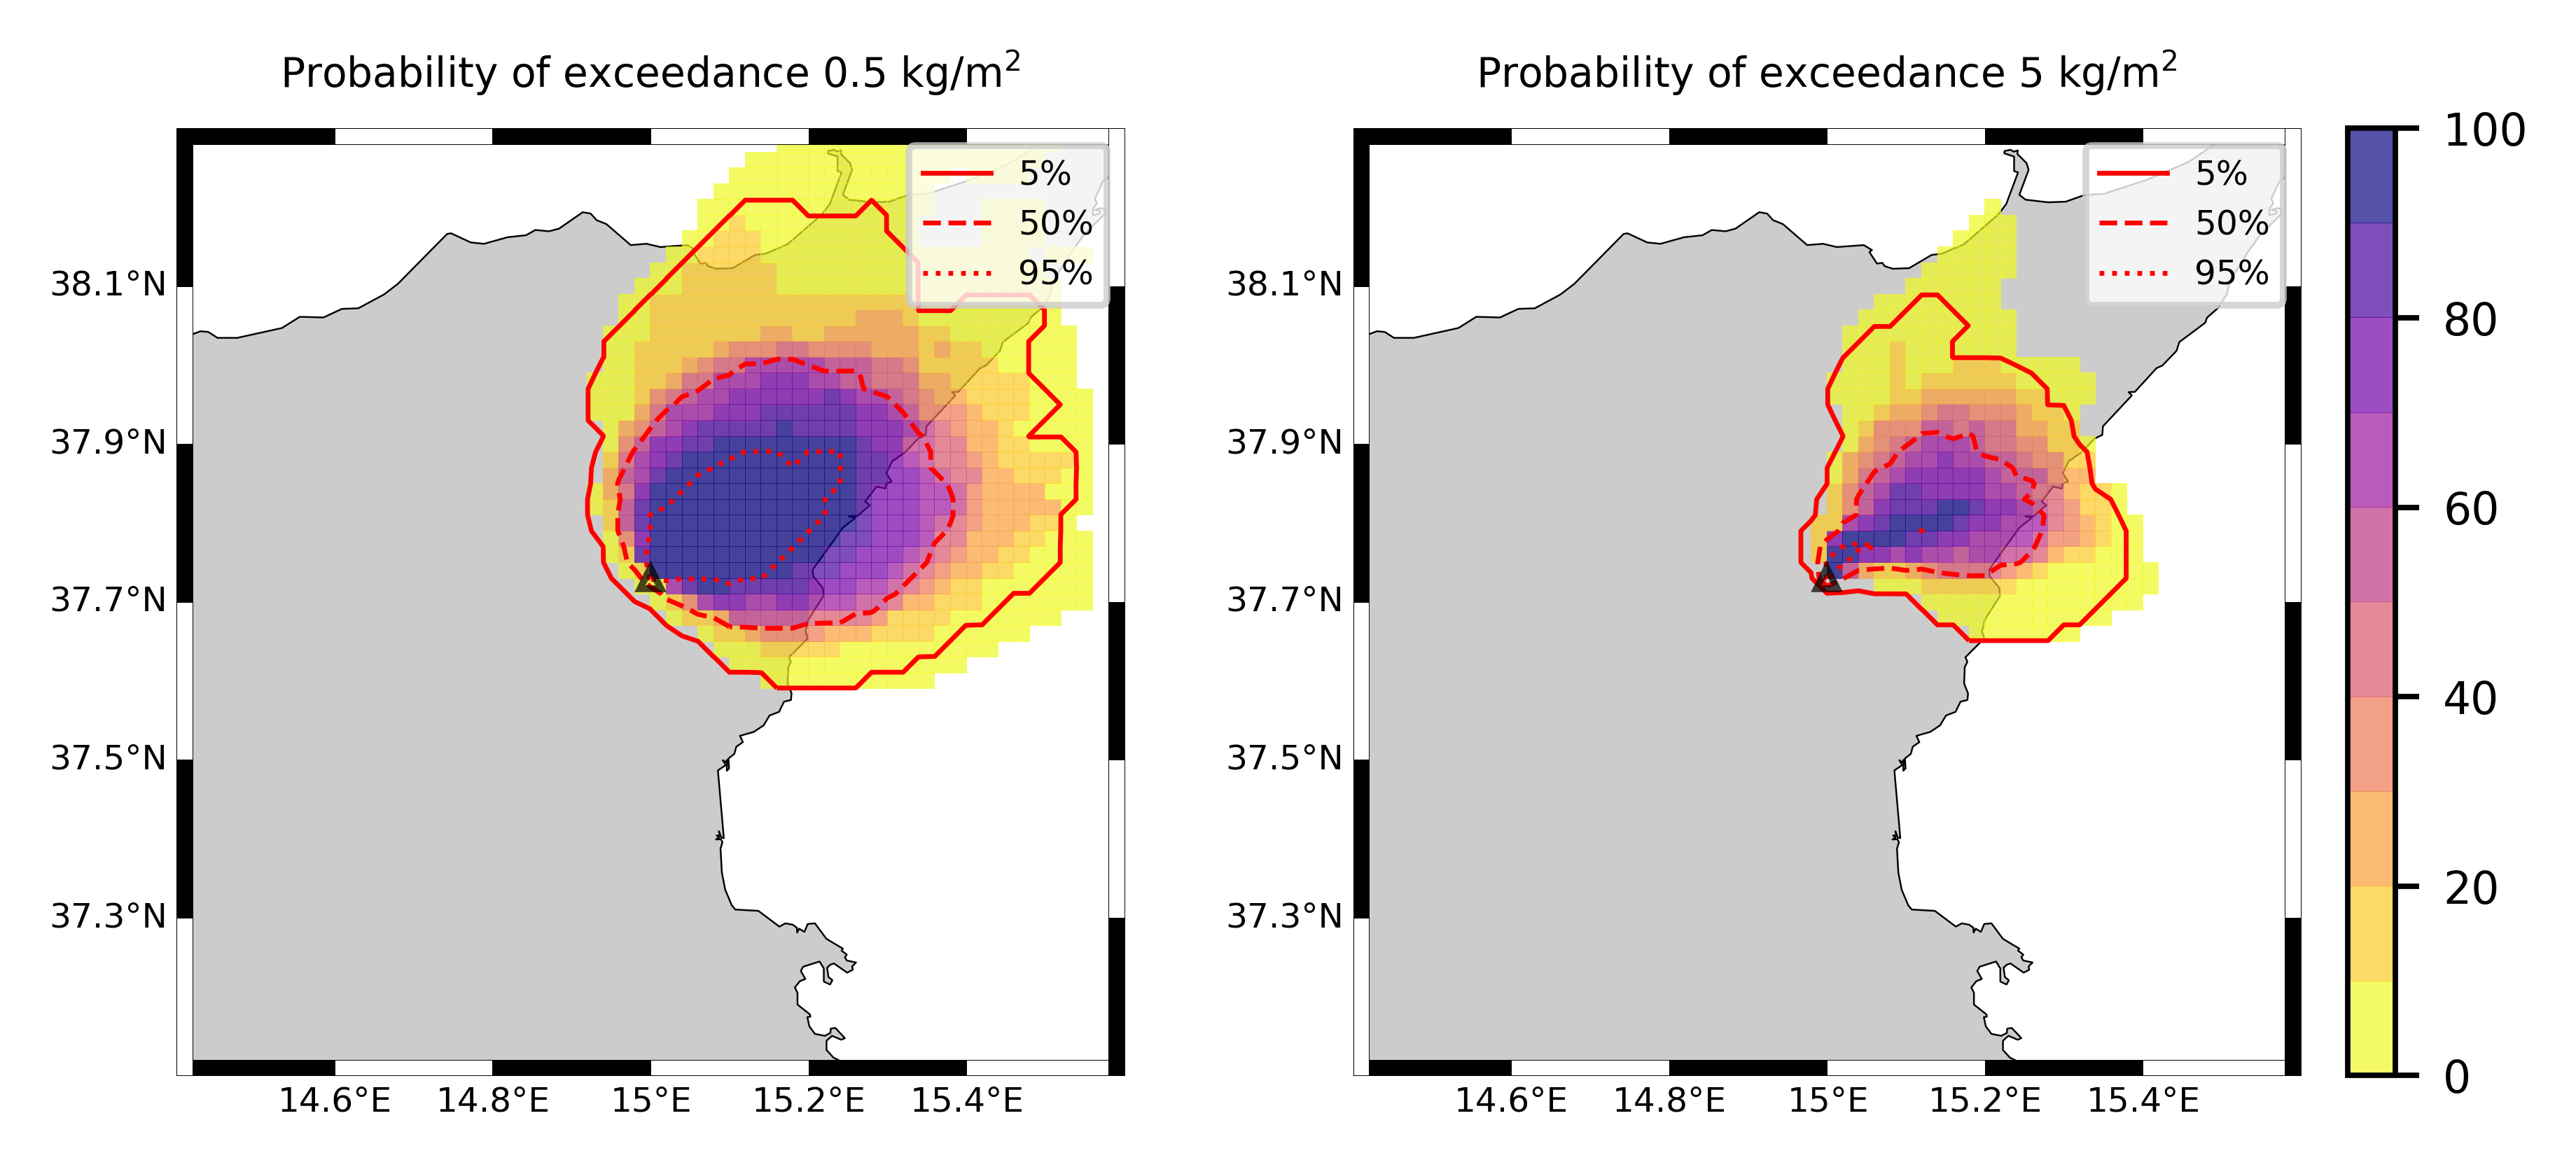 Probability of exceedance 0.5 kg/m²
5%
50%
95%
38.1°N
37.9°N
37.7°N
37.5°N
37.3°N
14.6°E 14.8°E 15°E 15.2°E 15.4°E
Probability of exceedance 5 kg/m²
5%
50%
95%
38.1°N
37.9°N
37.7°N
37.5°N
37.3°N
14.6°E 14.8°E 15°E 15.2°E 15.4°E
100
80
60
40
20
0